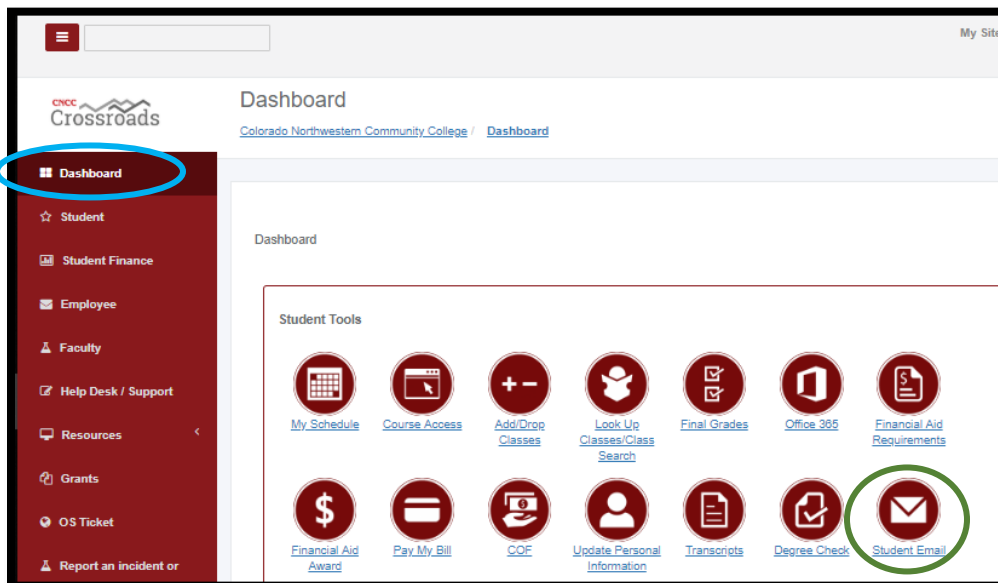 My Site
CNCC
Crossroads
Dashboard
Colorado Northwestern Community College / Dashboard
Dashboard
Student
Student Finance
Employee
Faculty
Help Desk / Support
Resources
Grants
OS Ticket
Report an incident or
Dashboard
Student Tools
My Schedule
Course Access
Add/Drop
Classes
Look Up
Classes/Class
Search
Final Grades
Office 365
Financial Aid
Requirements
Financial Aid
Award
Pay My Bill
COF
Update Personal
Information
Transcripts
Degree Check
Student Email